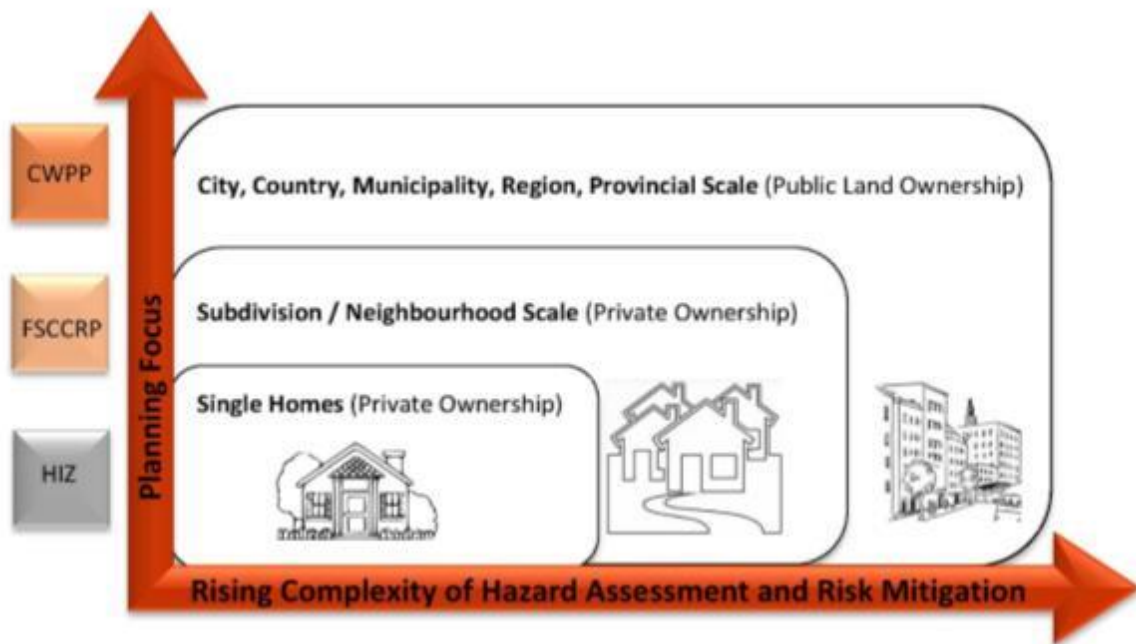 CWPP
City, Country, Municipality, Region, Provincial Scale (Public Land Ownership)
FSCCRP
Subdivision / Neighbourhood Scale (Private Ownership)
Single Homes (Private Ownership)
HIZ
Planning Focus
Rising Complexity of Hazard Assessment and Risk Mitigation